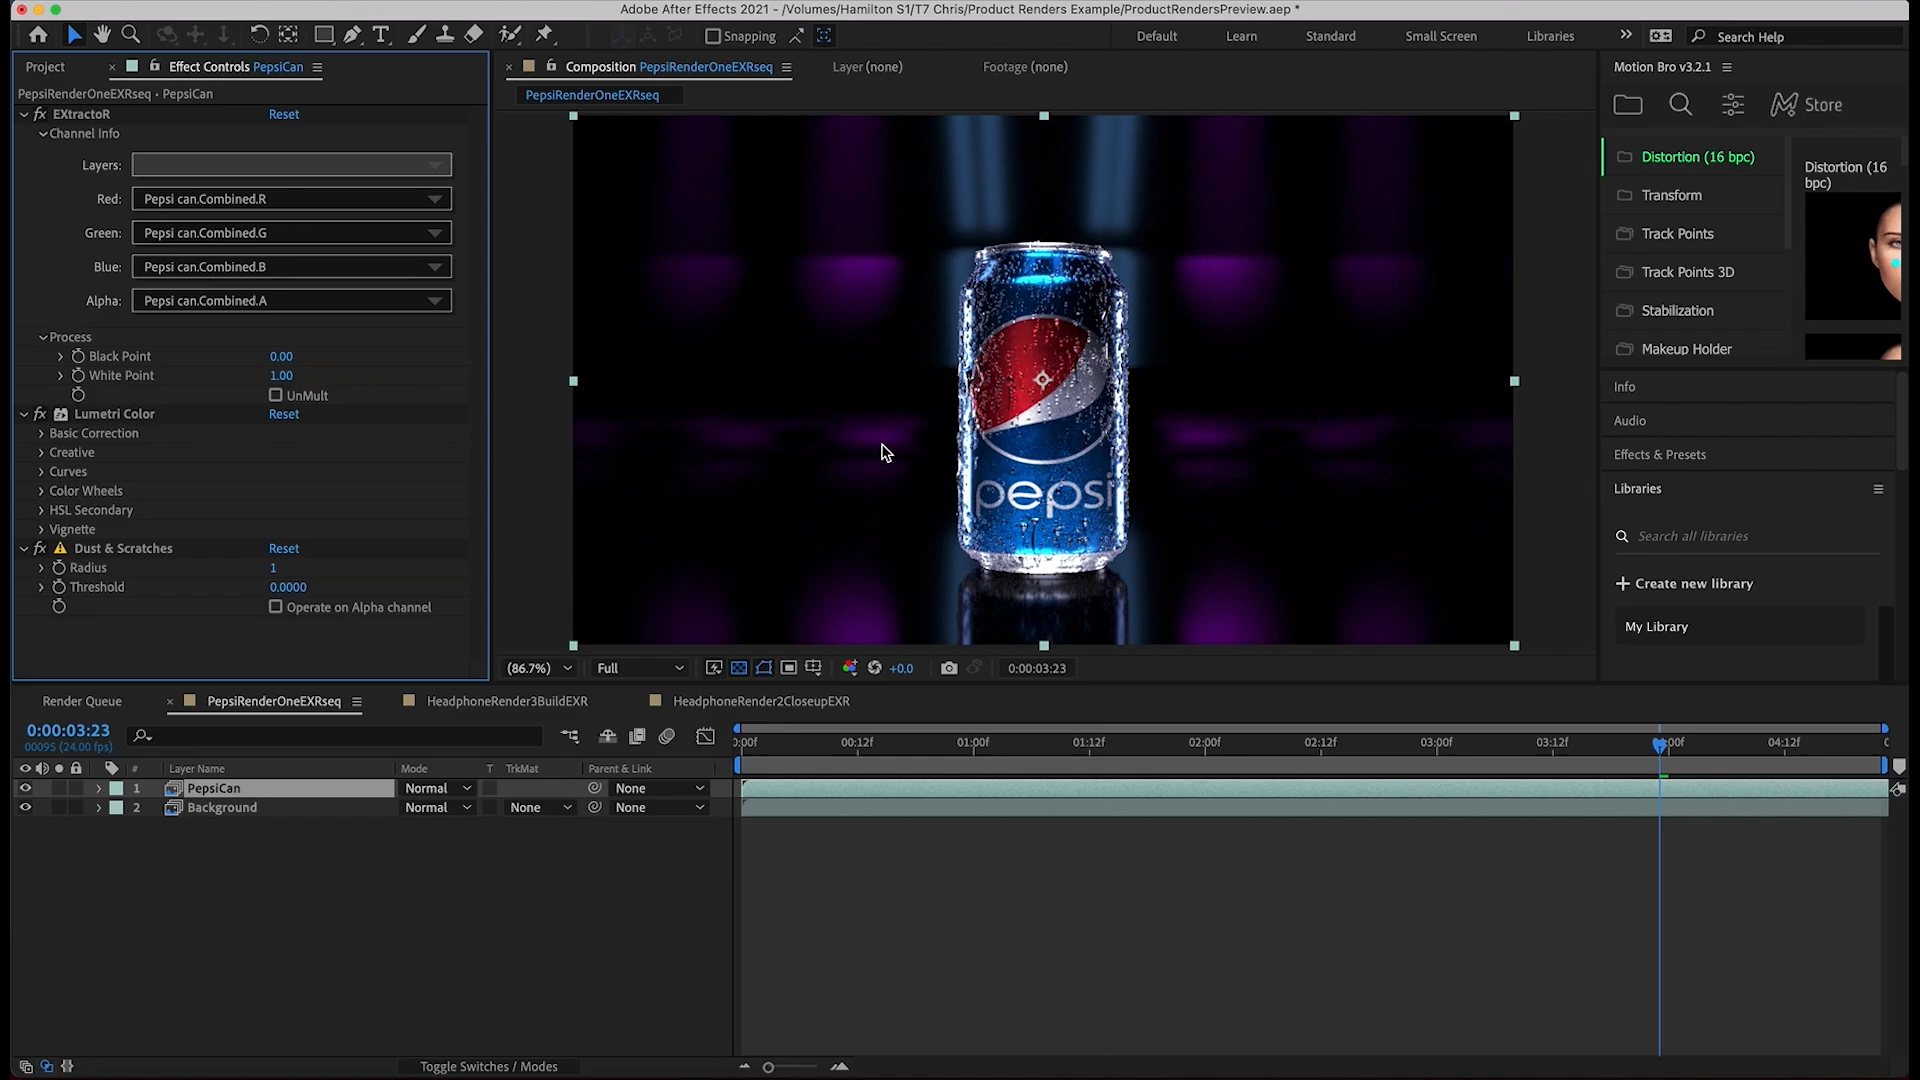 Adobe After Effects 2021 - /Volumes/Hamilton S1/T7 Chris/Product Renders Example/ProductRendersPreview.aep *
Snapping
Default
Learn
Standard
Small Screen
Libraries
Search Help
Project
Effect Controls PepsiCan
Composition PepsiRenderOneEXRseq
Layer (none)
Footage (none)
Motion Bro v3.2.1
PepsiRenderOneEXRseq • PepsiCan
PepsiRenderOneEXRseq
Store
fx EXtractoR Reset
Channel Info
Layers:
Red: Pepsi can.Combined.R
Green: Pepsi can.Combined.G
Blue: Pepsi can.Combined.B
Alpha: Pepsi can.Combined.A
Process
Black Point 0.00
White Point 1.00
UnMult
fx Lumetri Color Reset
Basic Correction
Creative
Curves
Color Wheels
HSL Secondary
Vignette
fx Dust & Scratches Reset
Radius 1
Threshold 0.0000
Operate on Alpha channel
pepsi
Distortion (16 bpc)
Transform
Track Points
Track Points 3D
Stabilization
Makeup Holder
Distortion (16
bpc)
Info
Audio
Effects & Presets
Libraries
Search all libraries
+ Create new library
My Library
(86.7%)
Full
+0.0
0:00:03:23
Render Queue
PepsiRenderOneEXRseq
HeadphoneRender3BuildEXR
HeadphoneRender2CloseupEXR
0:00:03:23
00095 (24.00 fps)
0:00f 00:12f 01:00f 01:12f 02:00f 02:12f 03:00f 03:12f 00f 04:12f
# Layer Name Mode T TrkMat Parent & Link
1 PepsiCan Normal None
2 Background Normal None None
Toggle Switches / Modes